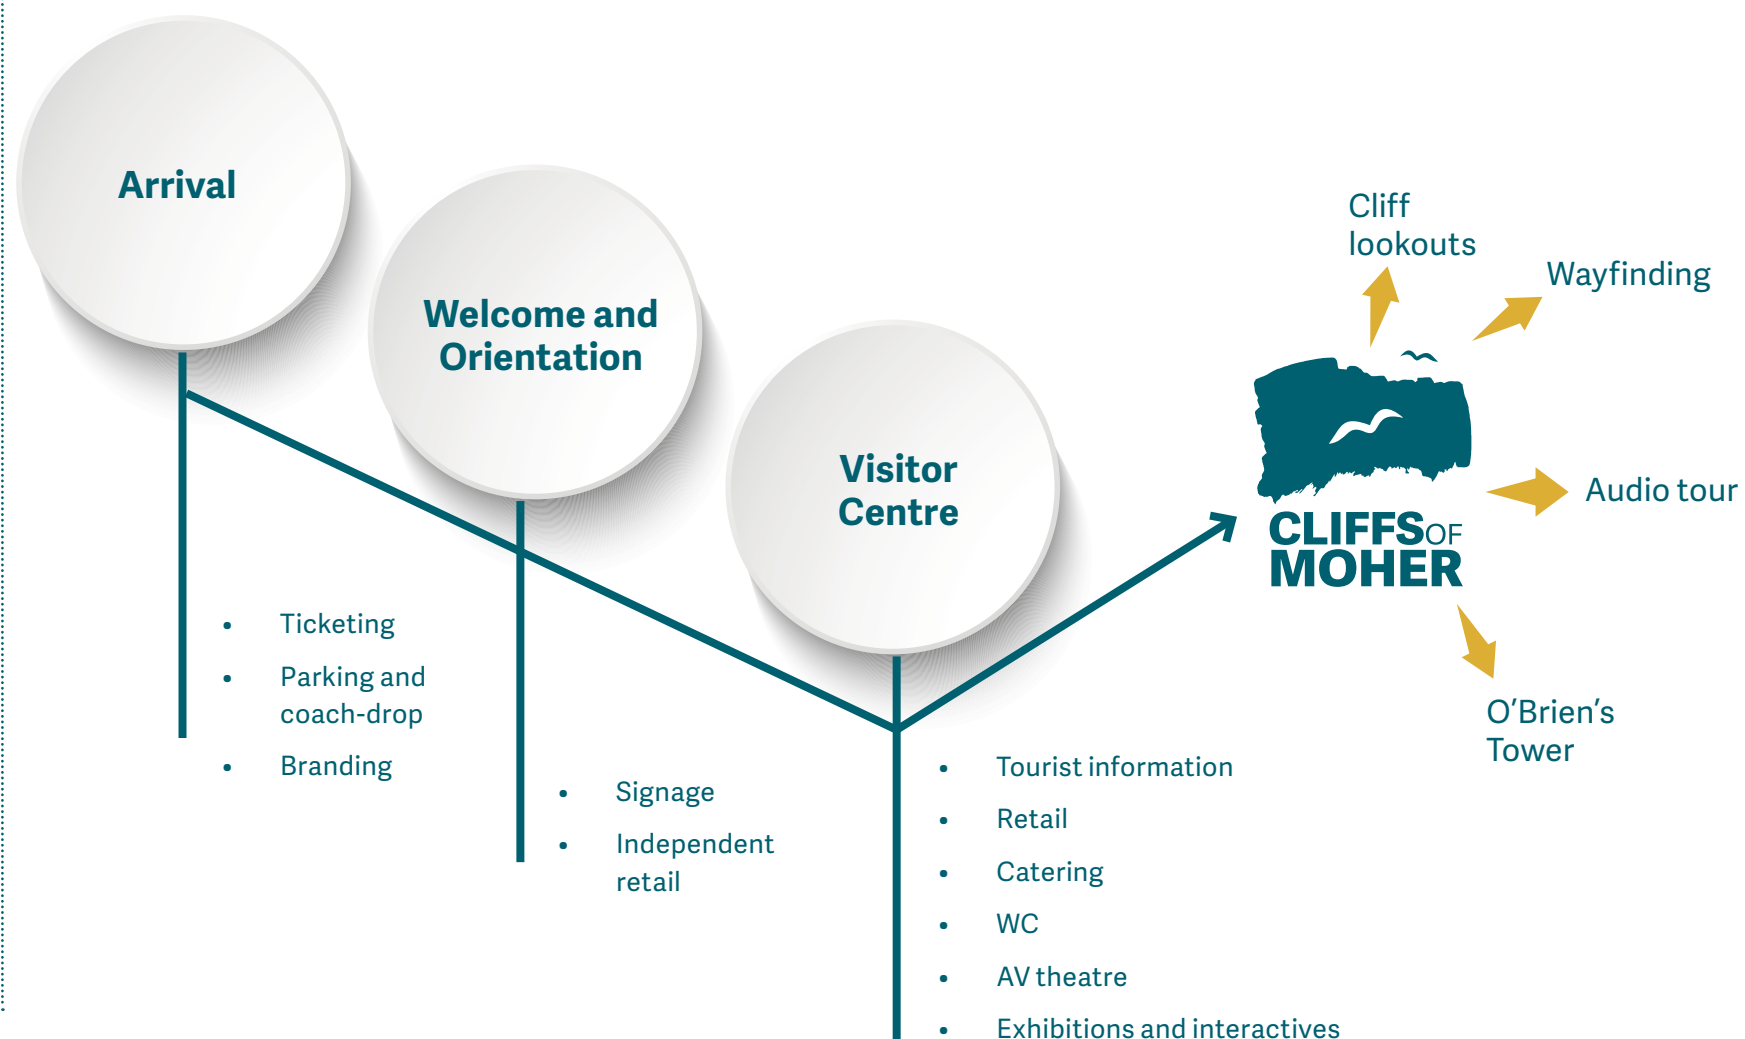 Arrival
Welcome and
Orientation
Visitor
Centre
Ticketing
Parking and
coach-drop
Branding
Signage
Independent
retail
Tourist information
Retail
Catering
WC
AV theatre
Exhibitions and interactives
Cliff
lookouts
Wayfinding
Audio tour
CLIFFS OF
MOHER
O’Brien’s
Tower